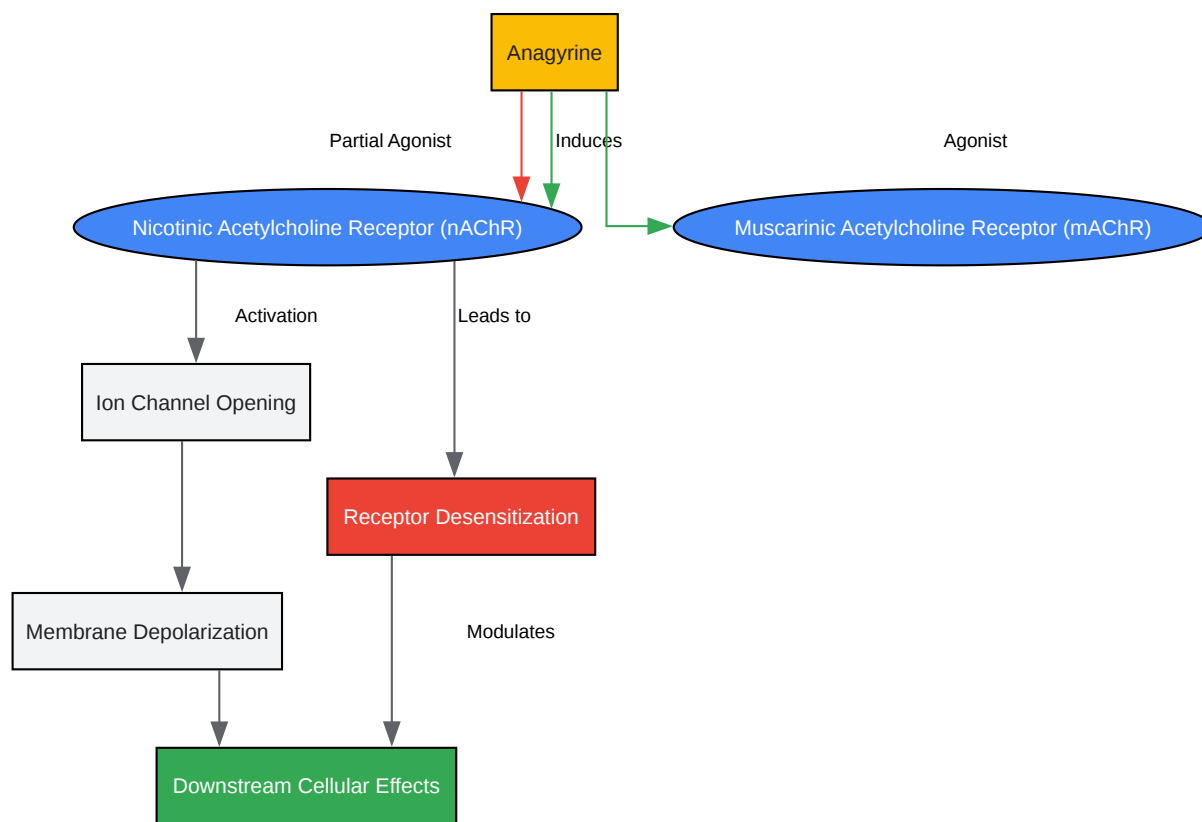 Anagyrine
Partial Agonist
Induces
Agonist
Nicotinic Acetylcholine Receptor (nAChR)
Muscarinic Acetylcholine Receptor (mAChR)
Activation
Leads to
Ion Channel Opening
Receptor Desensitization
Membrane Depolarization
Modulates
Downstream Cellular Effects